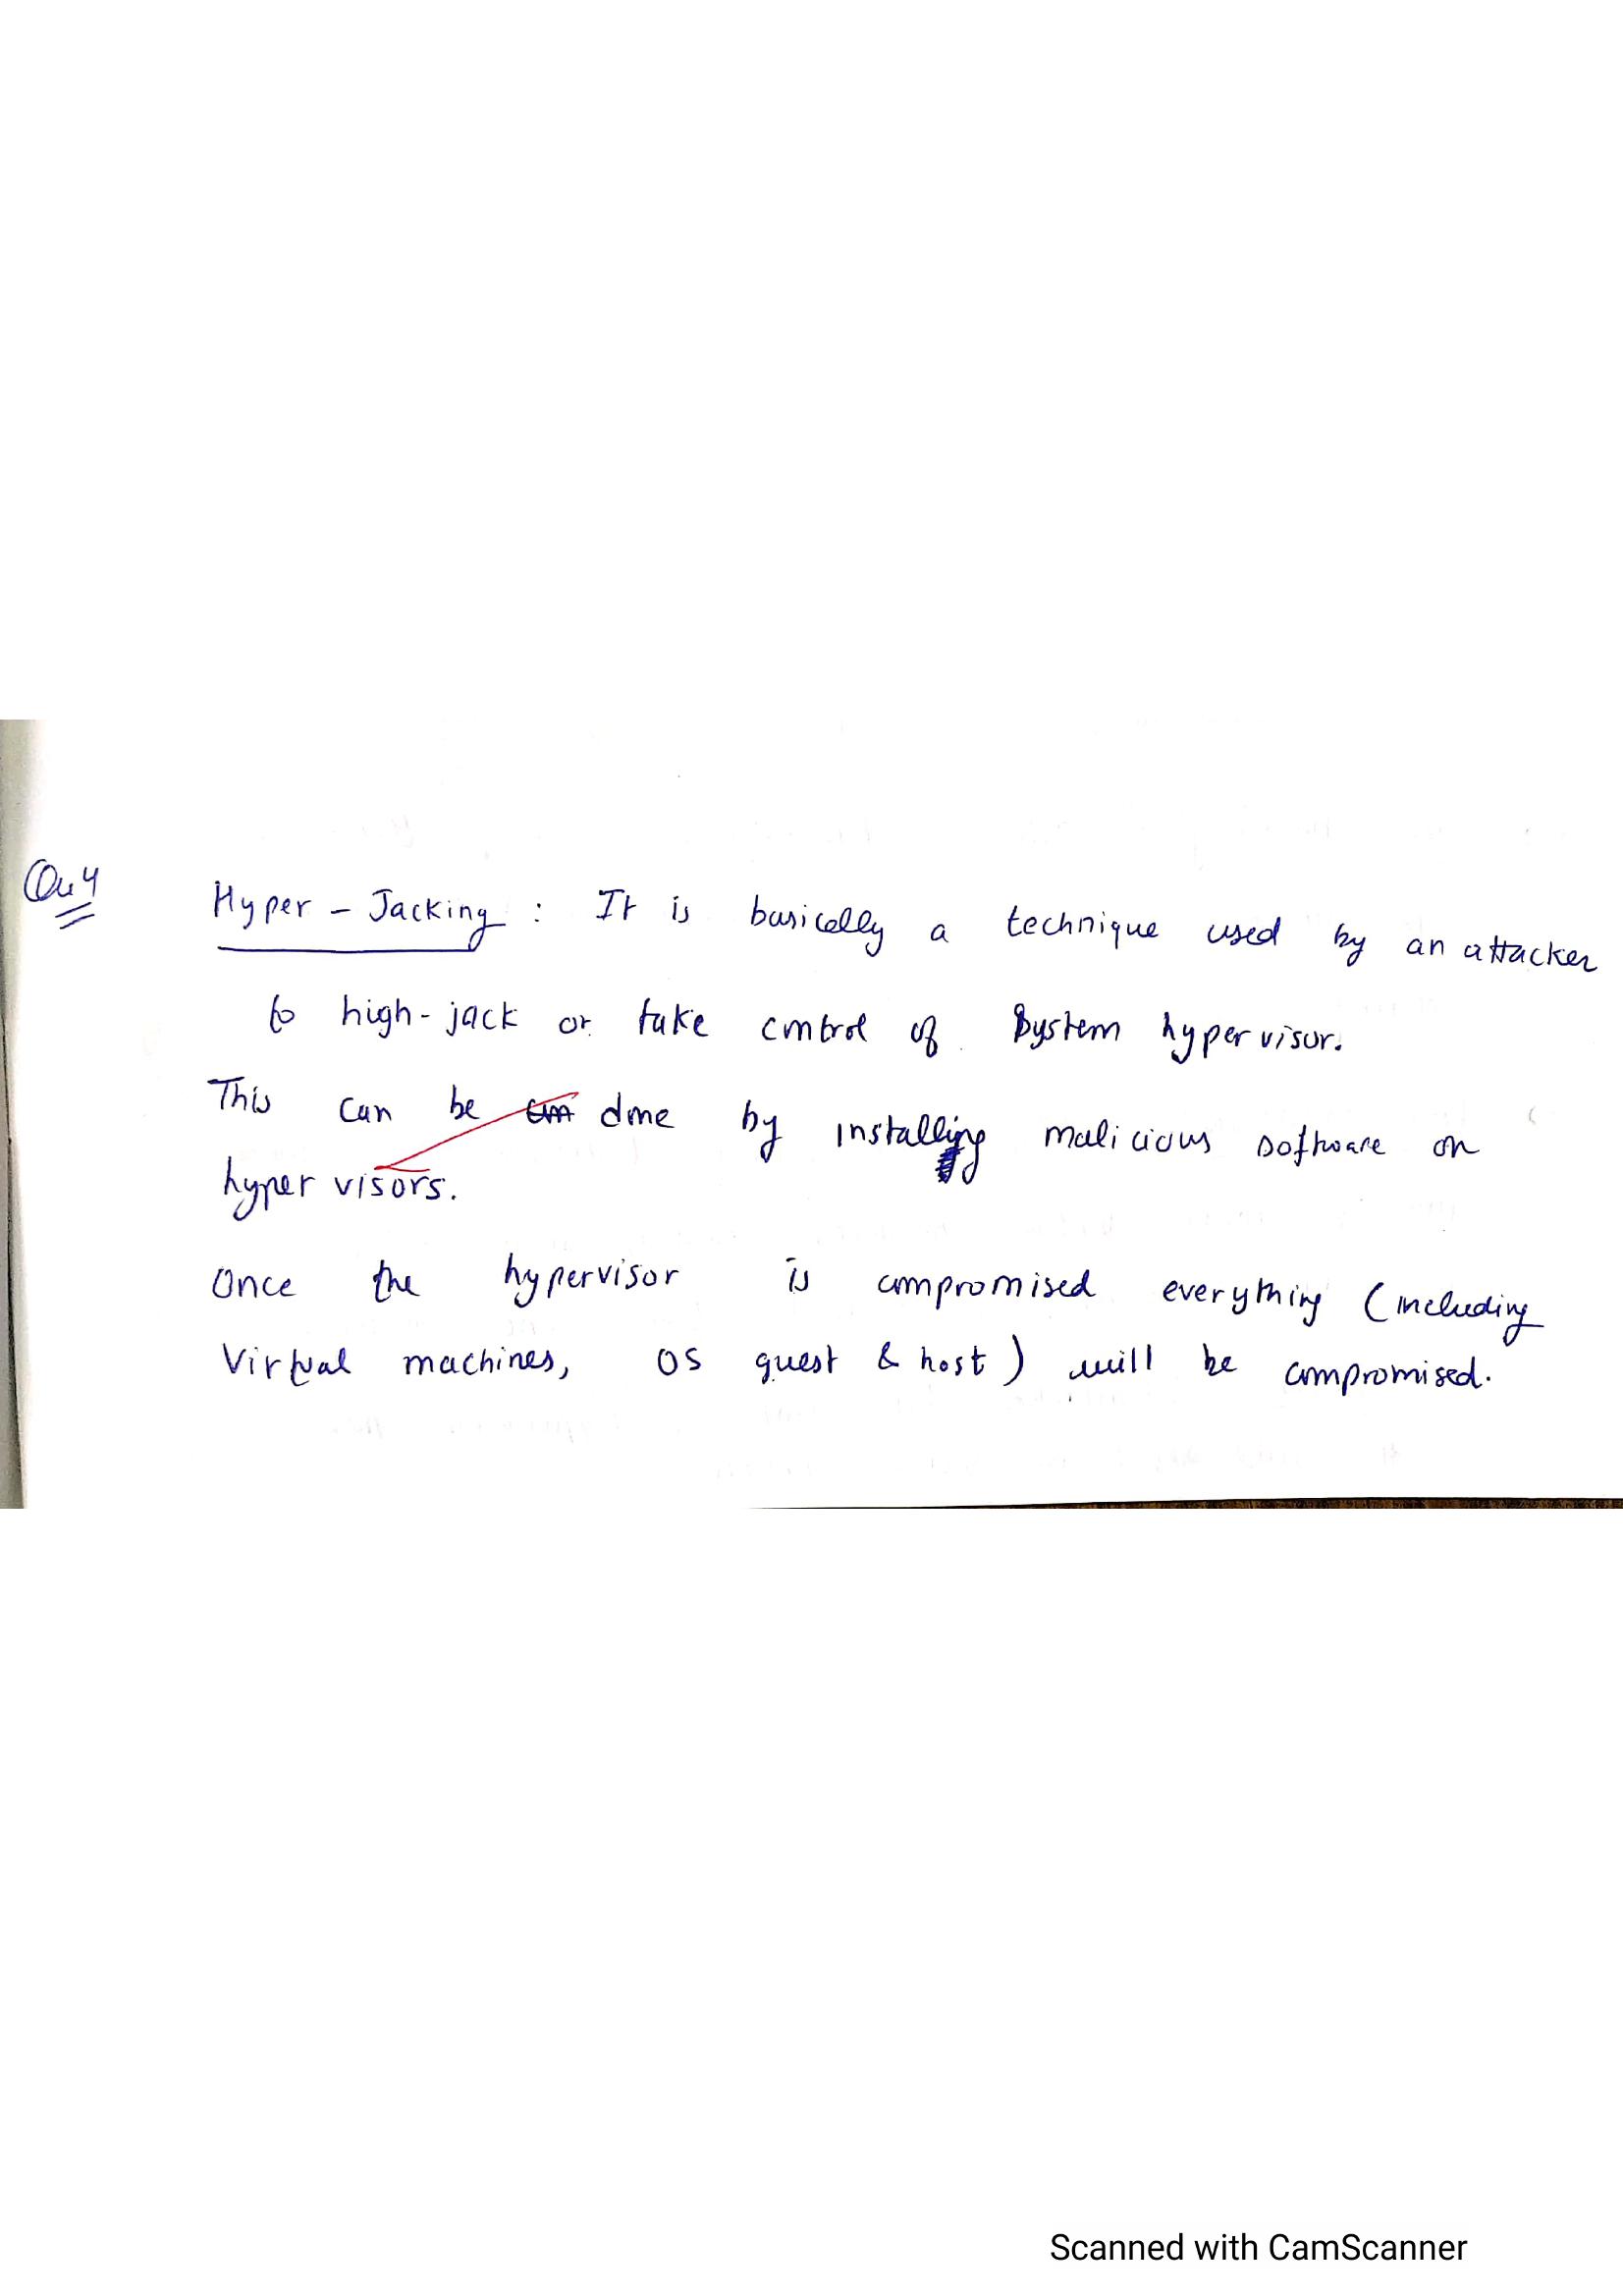 Qu 4
Hyper - Jacking : It is basically a technique used by an attacker
to high-jack or take control of system hypervisor.
This can be done by installing malicious software on
hypervisors.
Once the hypervisor is compromised everything (including
Virtual machines, OS guest & host) will be compromised.
Scanned with CamScanner